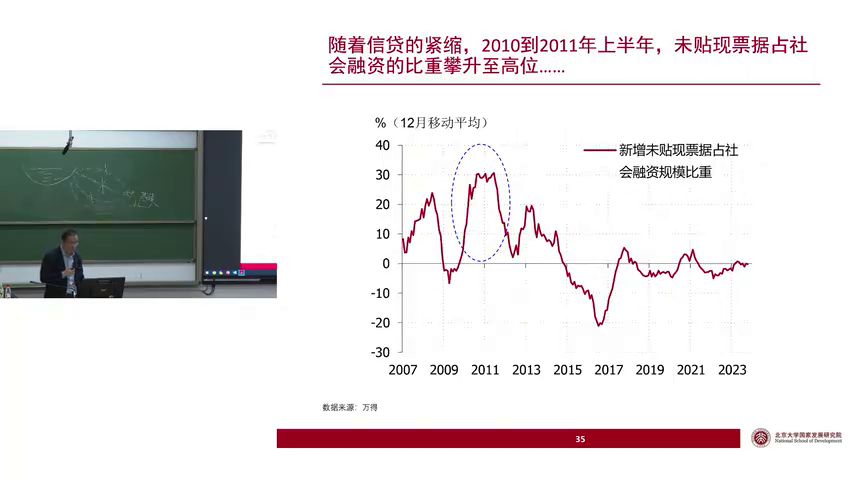 随着信贷的紧缩，2010到2011年上半年，未贴现票据占社
会融资的比重攀升至高位……
%（12月移动平均）
新增未贴现票据占社
会融资规模比重
40
30
20
10
0
-10
-20
-30
2007 2009 2011 2013 2015 2017 2019 2021 2023
数据来源：万得
35
北京大学国家发展研究院
National School of Development